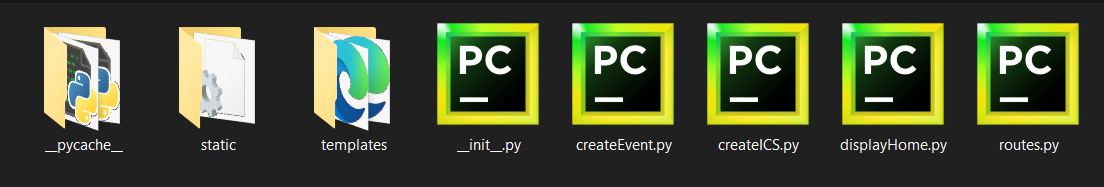 PC
PC
PC
PC
PC
__pycache__
static
templates
__init__.py
createEvent.py
createICS.py
displayHome.py
routes.py